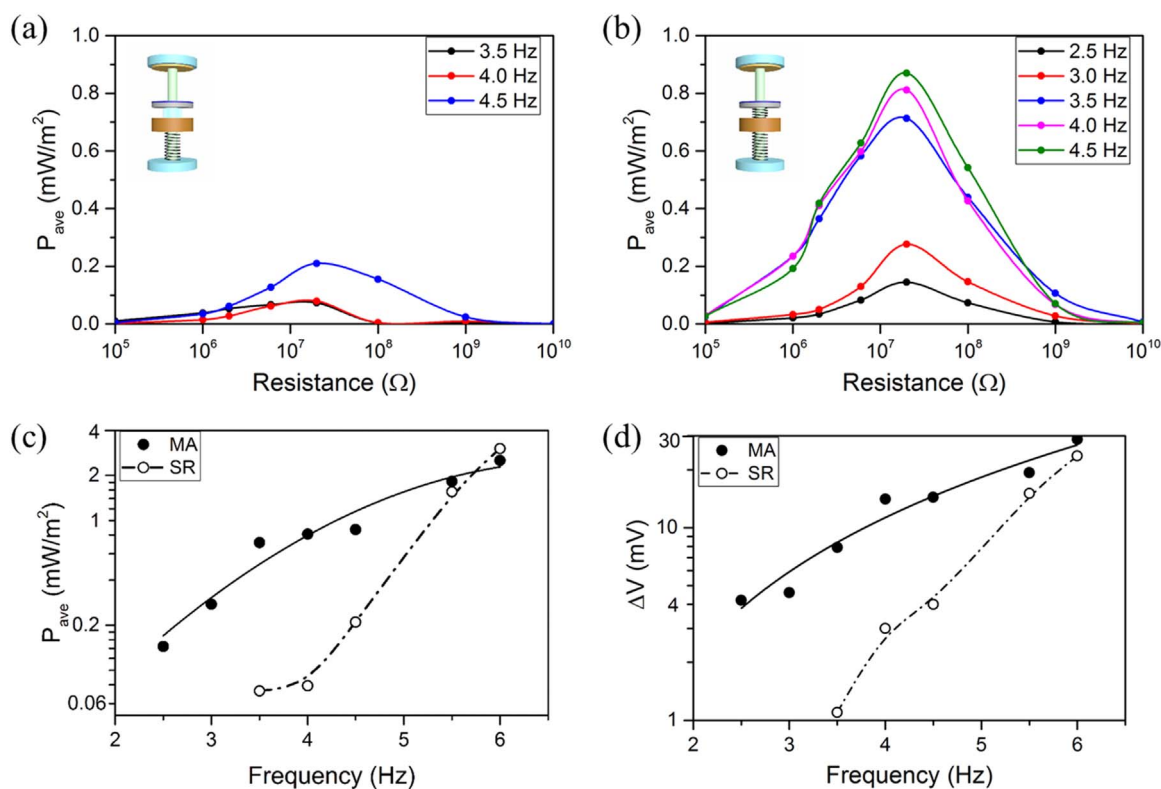 (a)
1.0
0.8
0.6
0.4
0.2
0.0
P_ave (mW/m²)
3.5 Hz
4.0 Hz
4.5 Hz
10⁵ 10⁶ 10⁷ 10⁸ 10⁹ 10¹⁰
Resistance (Ω)
(b)
1.0
0.8
0.6
0.4
0.2
0.0
P_ave (mW/m²)
2.5 Hz
3.0 Hz
3.5 Hz
4.0 Hz
4.5 Hz
10⁵ 10⁶ 10⁷ 10⁸ 10⁹ 10¹⁰
Resistance (Ω)
(c)
4
2
1
0.2
0.06
P_ave (mW/m²)
MA
SR
2 3 4 5 6
Frequency (Hz)
(d)
30
10
4
1
ΔV (mV)
MA
SR
2 3 4 5 6
Frequency (Hz)